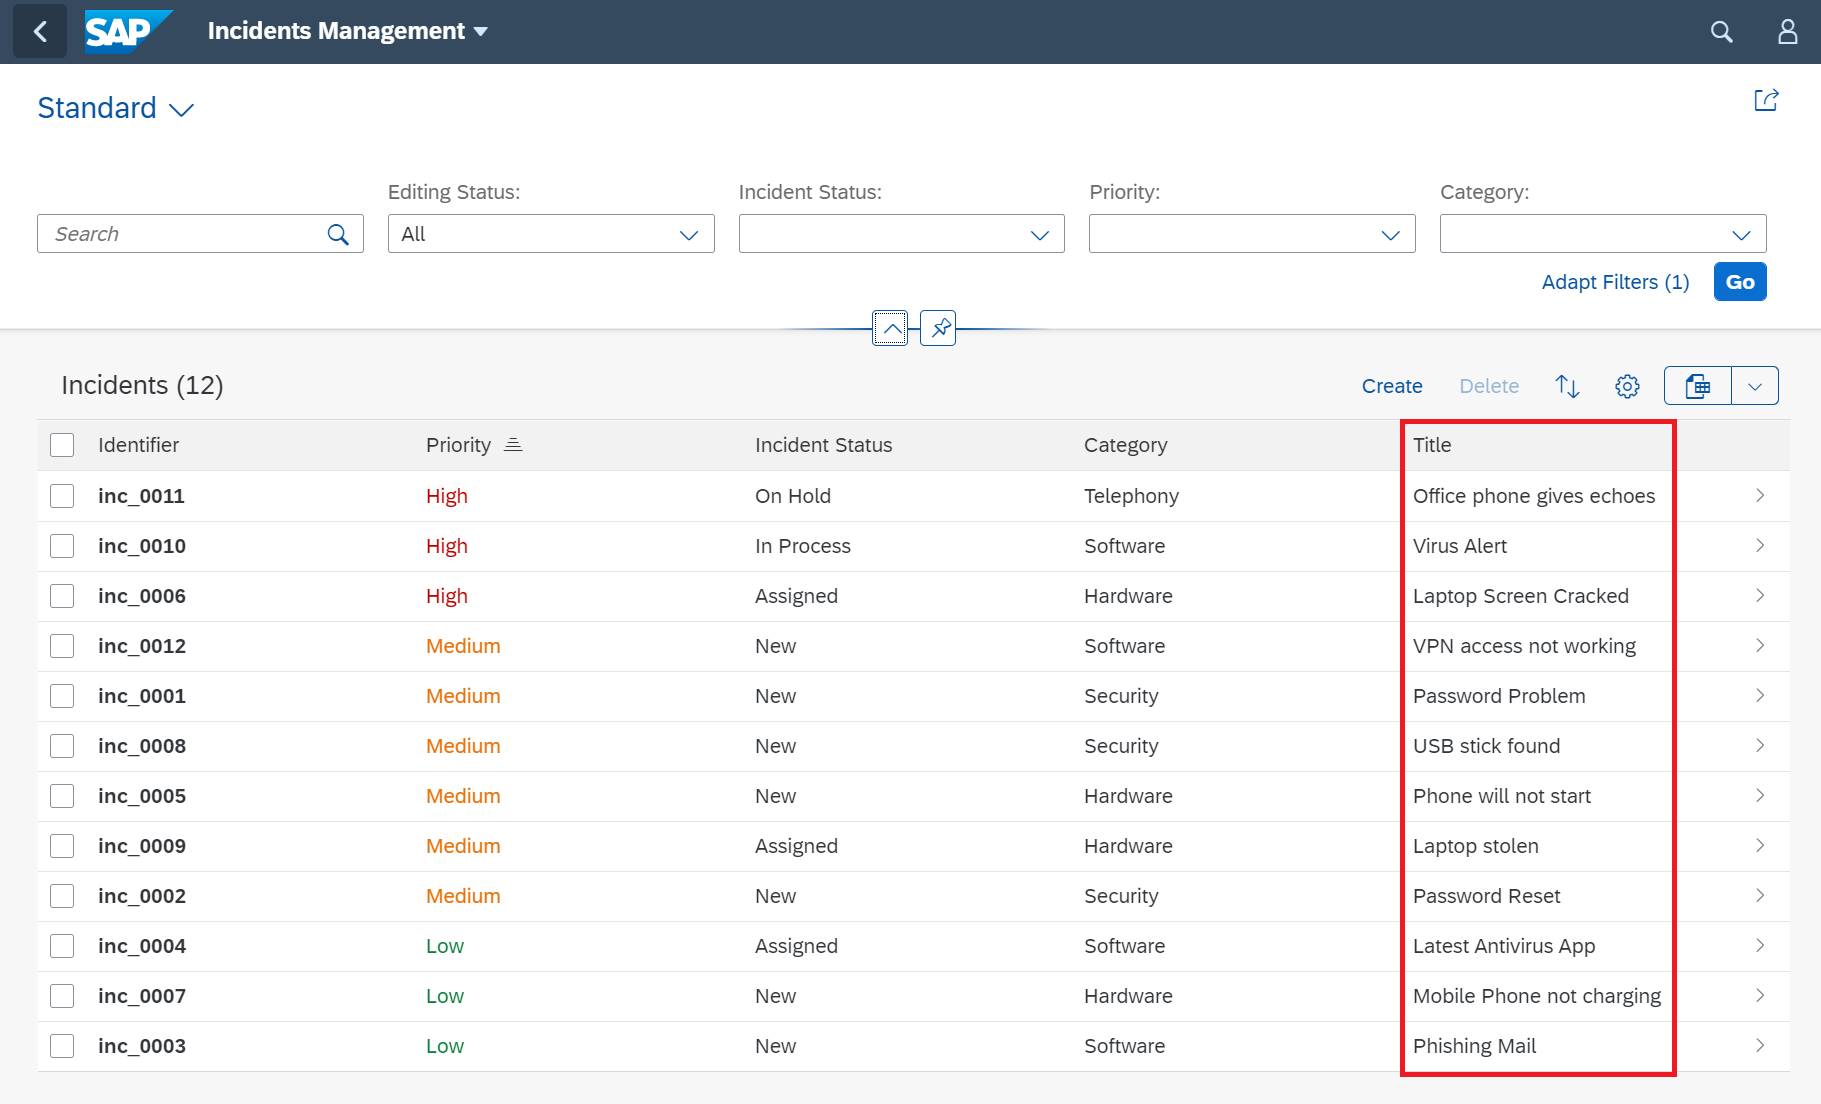 SAP Incidents Management
Standard
Editing Status: Incident Status: Priority: Category:
Search All
Adapt Filters (1) Go
Incidents (12) Create Delete
Identifier Priority Incident Status Category Title
inc_0011 High On Hold Telephony Office phone gives echoes
inc_0010 High In Process Software Virus Alert
inc_0006 High Assigned Hardware Laptop Screen Cracked
inc_0012 Medium New Software VPN access not working
inc_0001 Medium New Security Password Problem
inc_0008 Medium New Security USB stick found
inc_0005 Medium New Hardware Phone will not start
inc_0009 Medium Assigned Hardware Laptop stolen
inc_0002 Medium New Security Password Reset
inc_0004 Low Assigned Software Latest Antivirus App
inc_0007 Low New Hardware Mobile Phone not charging
inc_0003 Low New Software Phishing Mail